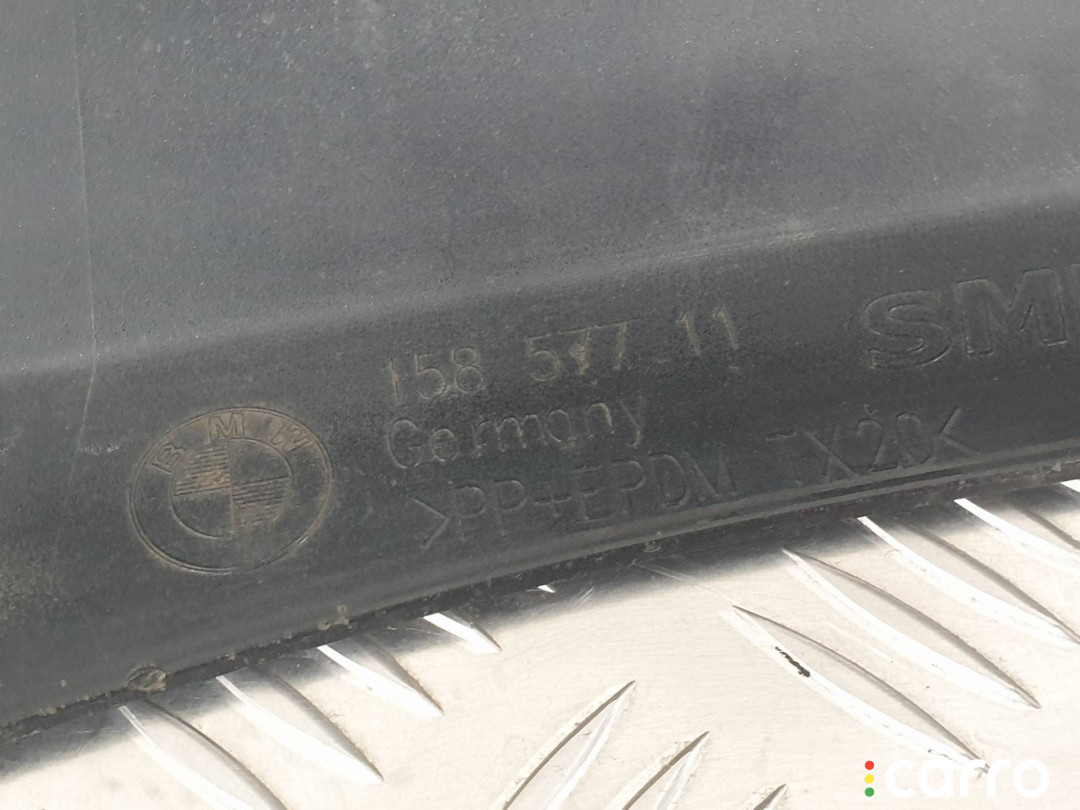 158 577 11
Germany
>PP+EPDM TX20<
BMW
carro